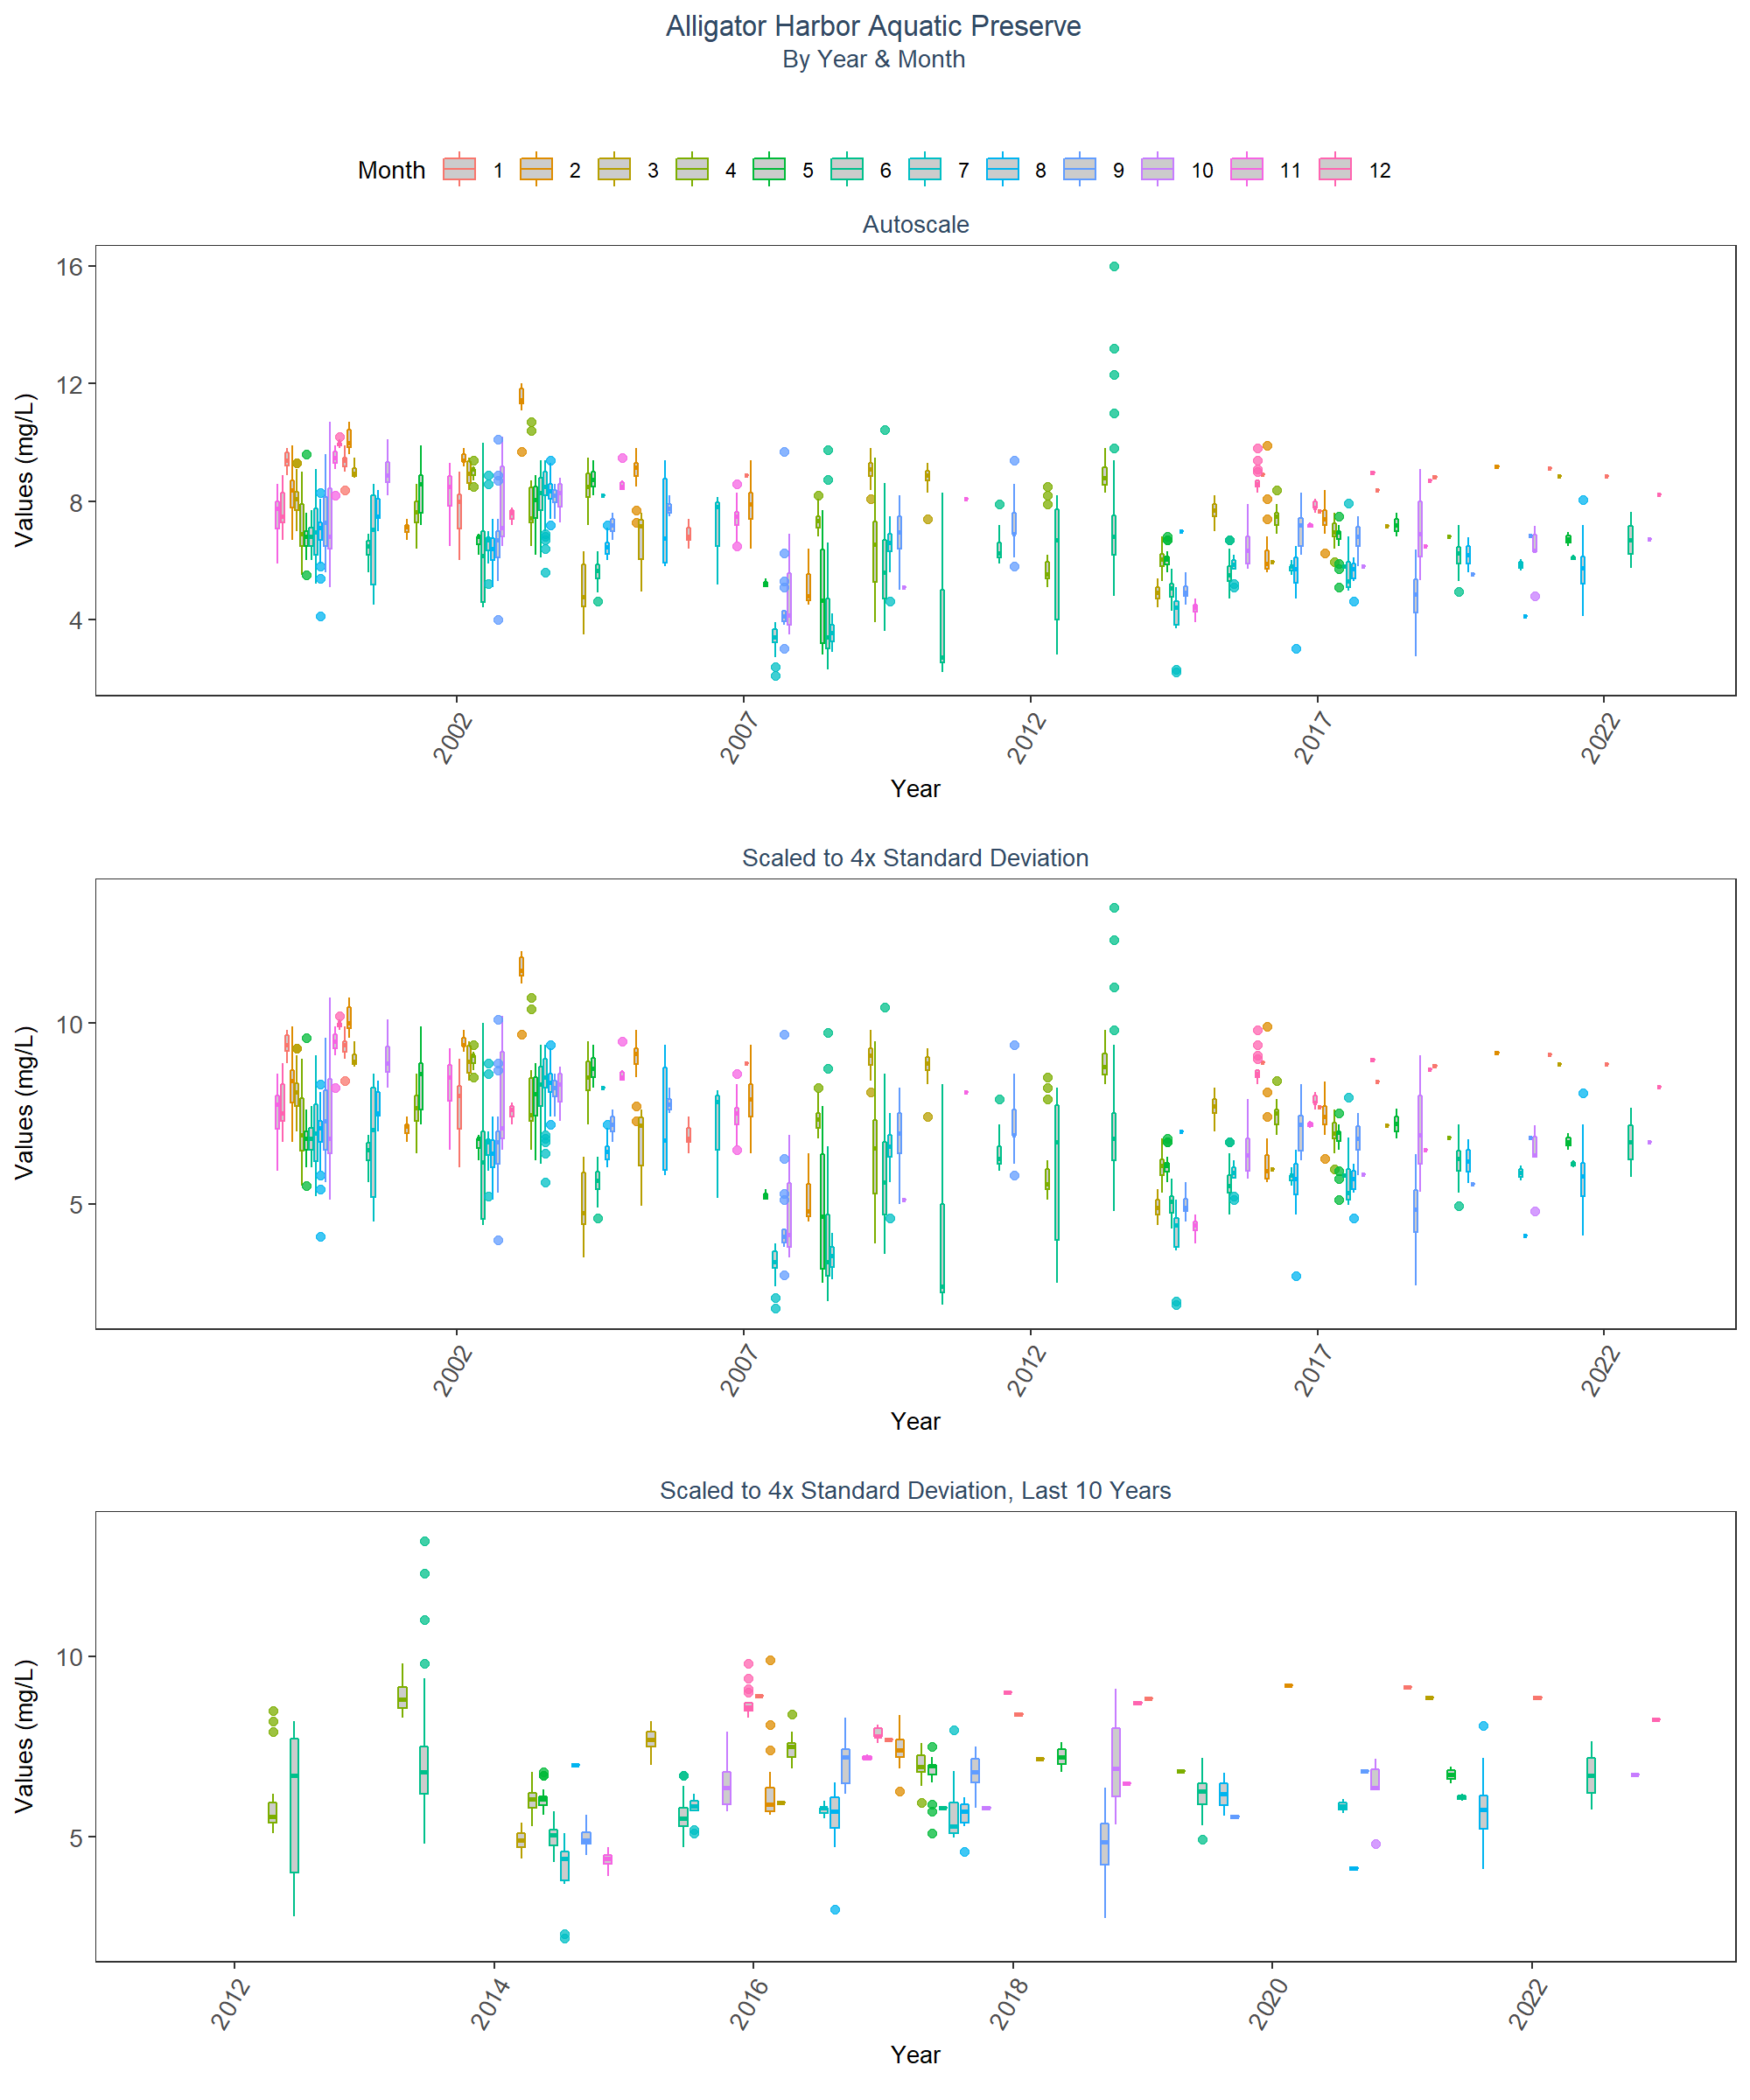 Alligator Harbor Aquatic Preserve
By Year & Month
Month 1 2 3 4 5 6 7 8 9 10 11 12
Autoscale
Values (mg/L)
16
12
8
4
2002 2007 2012 2017 2022
Year
Scaled to 4x Standard Deviation
Values (mg/L)
10
5
2002 2007 2012 2017 2022
Year
Scaled to 4x Standard Deviation, Last 10 Years
Values (mg/L)
10
5
2012 2014 2016 2018 2020 2022
Year